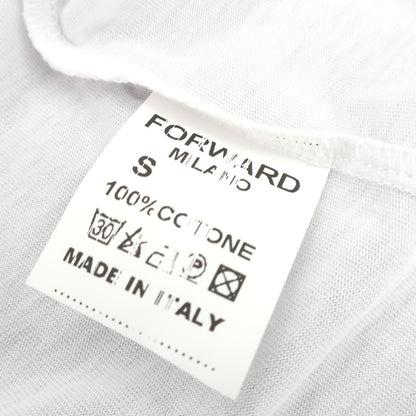 FORWARD
MILANO
S
100% COTONE
30 P
MADE IN ITALY